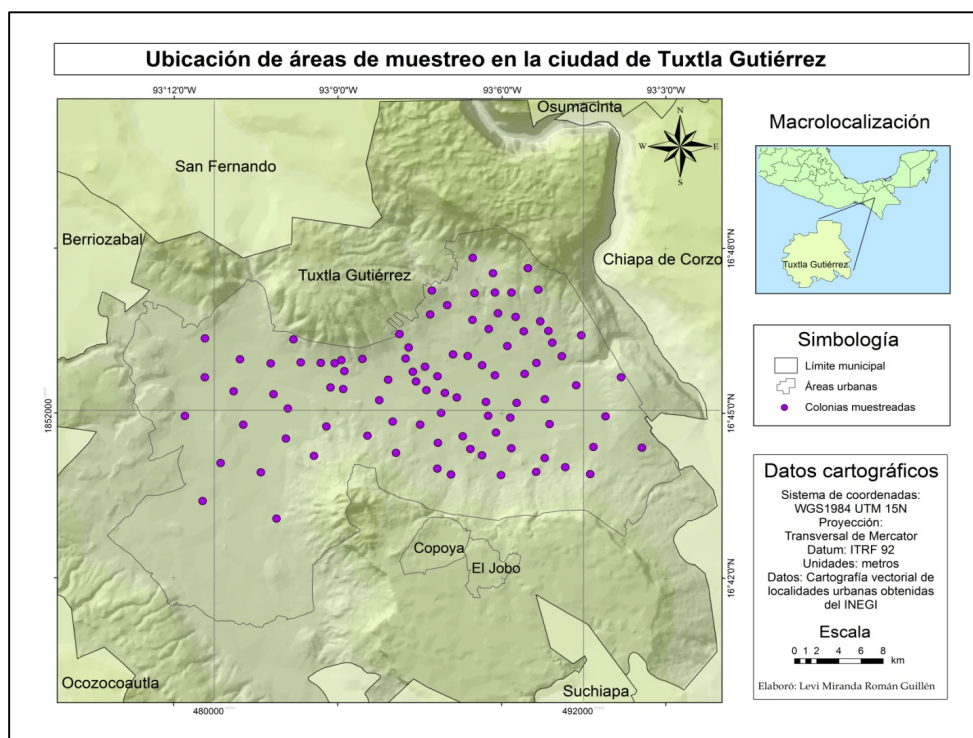 Ubicación de áreas de muestreo en la ciudad de Tuxtla Gutiérrez
93°12'0"W
93°9'0"W
93°6'0"W
93°3'0"W
Osumacinta
N
W
E
S
San Fernando
Berriozabal
Tuxtla Gutiérrez
Chiapa de Corzo
16°48'0"N
1852000
16°45'0"N
Copoya
El Jobo
16°42'0"N
Ocozocoautla
Suchiapa
480000
492000
Macrolocalización
Tuxtla Gutiérrez
Simbología
Límite municipal
Áreas urbanas
Colonias muestreadas
Datos cartográficos
Sistema de coordenadas:
WGS1984 UTM 15N
Proyección:
Transversal de Mercator
Datum: ITRF 92
Unidades: metros
Datos: Cartografía vectorial de
localidades urbanas obtenidas
del INEGI
Escala
0 1 2 4 6 8
km
Elaboró: Levi Miranda Román Guillén